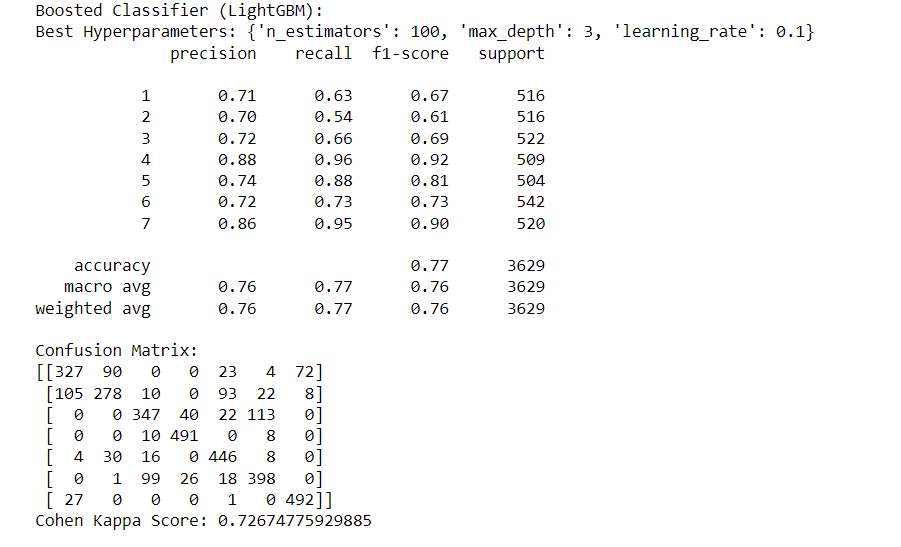 Boosted Classifier (LightGBM):
Best Hyperparameters: {'n_estimators': 100, 'max_depth': 3, 'learning_rate': 0.1}
              precision    recall  f1-score   support

           1       0.71      0.63      0.67       516
           2       0.70      0.54      0.61       516
           3       0.72      0.66      0.69       522
           4       0.88      0.96      0.92       509
           5       0.74      0.88      0.81       504
           6       0.72      0.73      0.73       542
           7       0.86      0.95      0.90       520

    accuracy                           0.77      3629
   macro avg       0.76      0.77      0.76      3629
weighted avg       0.76      0.77      0.76      3629

Confusion Matrix:
[[327  90   0   0  23   4  72]
 [105 278  10   0  93  22   8]
 [  0   0 347  40  22 113   0]
 [  0   0  10 491   0   8   0]
 [  4  30  16   0 446   8   0]
 [  0   1  99  26  18 398   0]
 [ 27   0   0   0   1   0 492]]
Cohen Kappa Score: 0.72674775929885